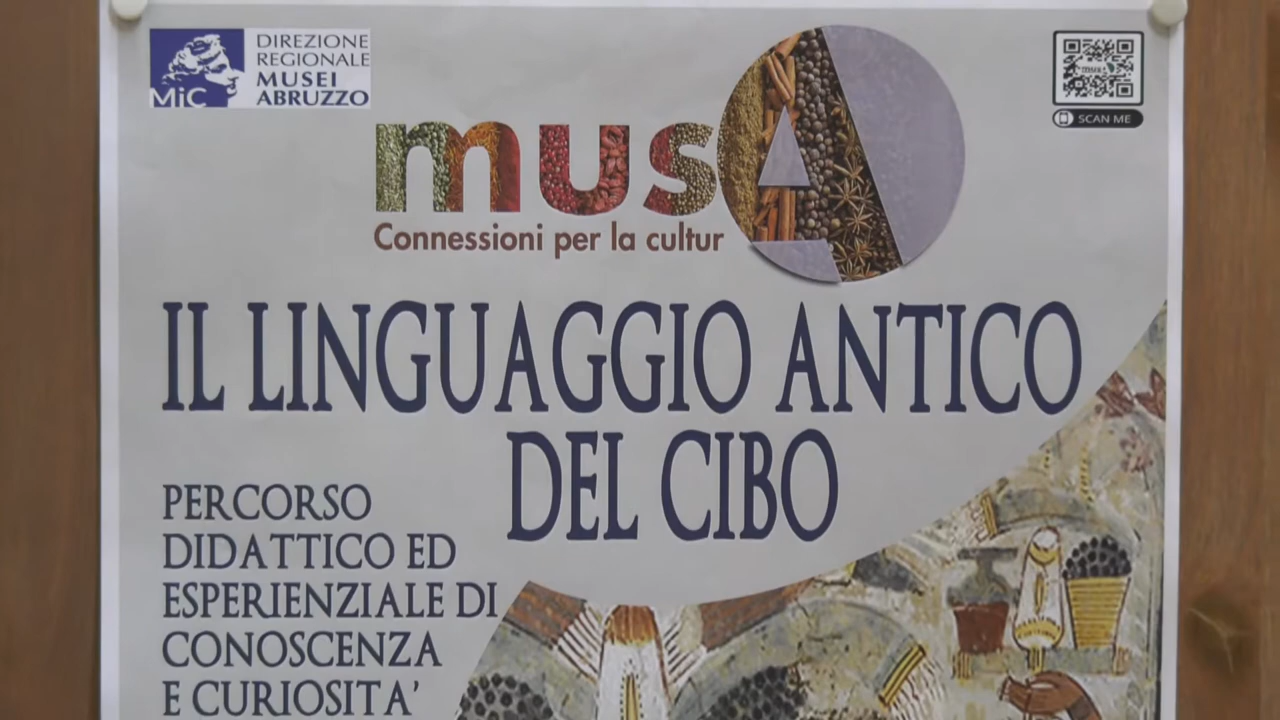 MiC
DIREZIONE
REGIONALE
MUSEI
ABRUZZO
musA
Connessioni per la cultur
SCAN ME
IL LINGUAGGIO ANTICO
DEL CIBO
PERCORSO
DIDATTICO ED
ESPERIENZIALE DI
CONOSCENZA
E CURIOSITA'